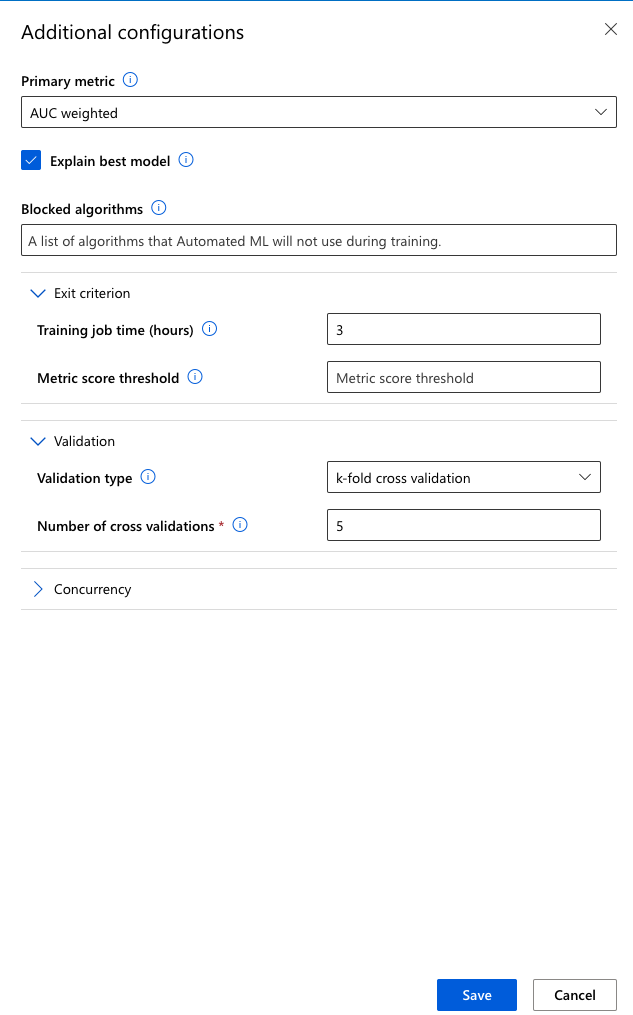 Additional configurations
Primary metric
AUC weighted
Explain best model
Blocked algorithms
A list of algorithms that Automated ML will not use during training.
Exit criterion
Training job time (hours)
3
Metric score threshold
Metric score threshold
Validation
Validation type
k-fold cross validation
Number of cross validations *
5
Concurrency
Save
Cancel